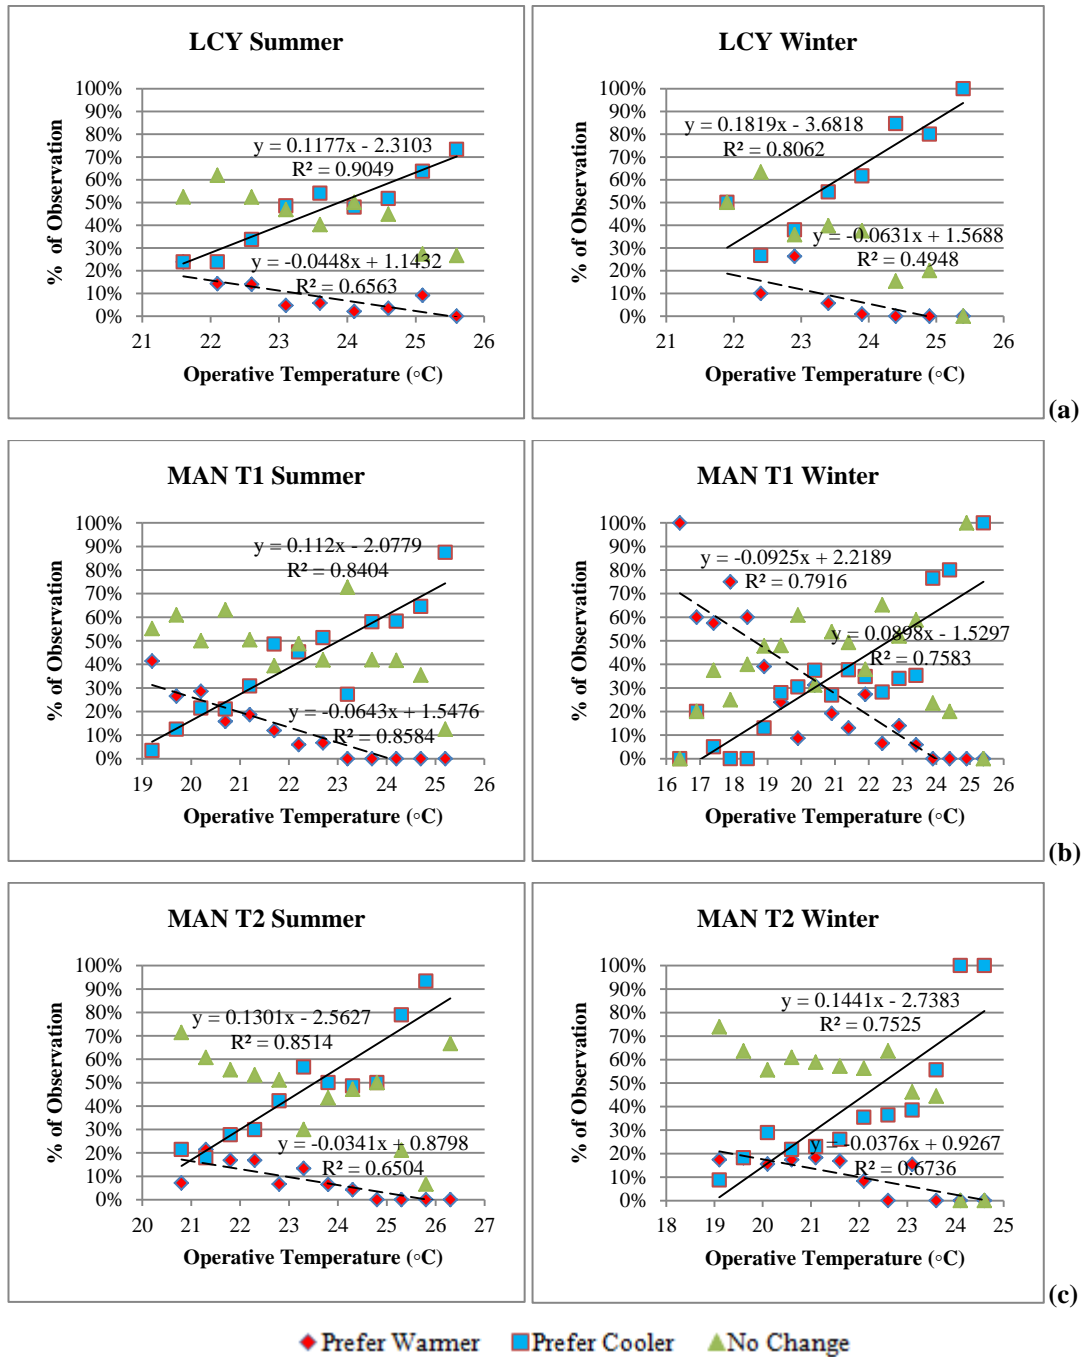 LCY Summer
% of Observation
100%
90%
80%
70%
60%
50%
40%
30%
20%
10%
0%
y = 0.1177x - 2.3103
R² = 0.9049
y = -0.0448x + 1.1432
R² = 0.6563
21 22 23 24 25 26
Operative Temperature (°C)
LCY Winter
100%
90%
80%
70%
60%
50%
40%
30%
20%
10%
0%
y = 0.1819x - 3.6818
R² = 0.8062
y = -0.0631x + 1.5688
R² = 0.4948
21 22 23 24 25 26
Operative Temperature (°C)
(a)
MAN T1 Summer
% of Observation
100%
90%
80%
70%
60%
50%
40%
30%
20%
10%
0%
y = 0.112x - 2.0779
R² = 0.8404
y = -0.0643x + 1.5476
R² = 0.8584
19 20 21 22 23 24 25 26
Operative Temperature (°C)
MAN T1 Winter
% of Observation
100%
90%
80%
70%
60%
50%
40%
30%
20%
10%
0%
y = -0.0925x + 2.2189
R² = 0.7916
y = 0.0898x - 1.5297
R² = 0.7583
16 17 18 19 20 21 22 23 24 25 26
Operative Temperature (°C)
(b)
MAN T2 Summer
% of Observation
100%
90%
80%
70%
60%
50%
40%
30%
20%
10%
0%
y = 0.1301x - 2.5627
R² = 0.8514
y = -0.0341x + 0.8798
R² = 0.6504
20 21 22 23 24 25 26 27
Operative Temperature (°C)
MAN T2 Winter
% of Observation
100%
90%
80%
70%
60%
50%
40%
30%
20%
10%
0%
y = 0.1441x - 2.7383
R² = 0.7525
y = -0.0376x + 0.9267
R² = 0.6736
18 19 20 21 22 23 24 25
Operative Temperature (°C)
(c)
Prefer Warmer Prefer Cooler No Change